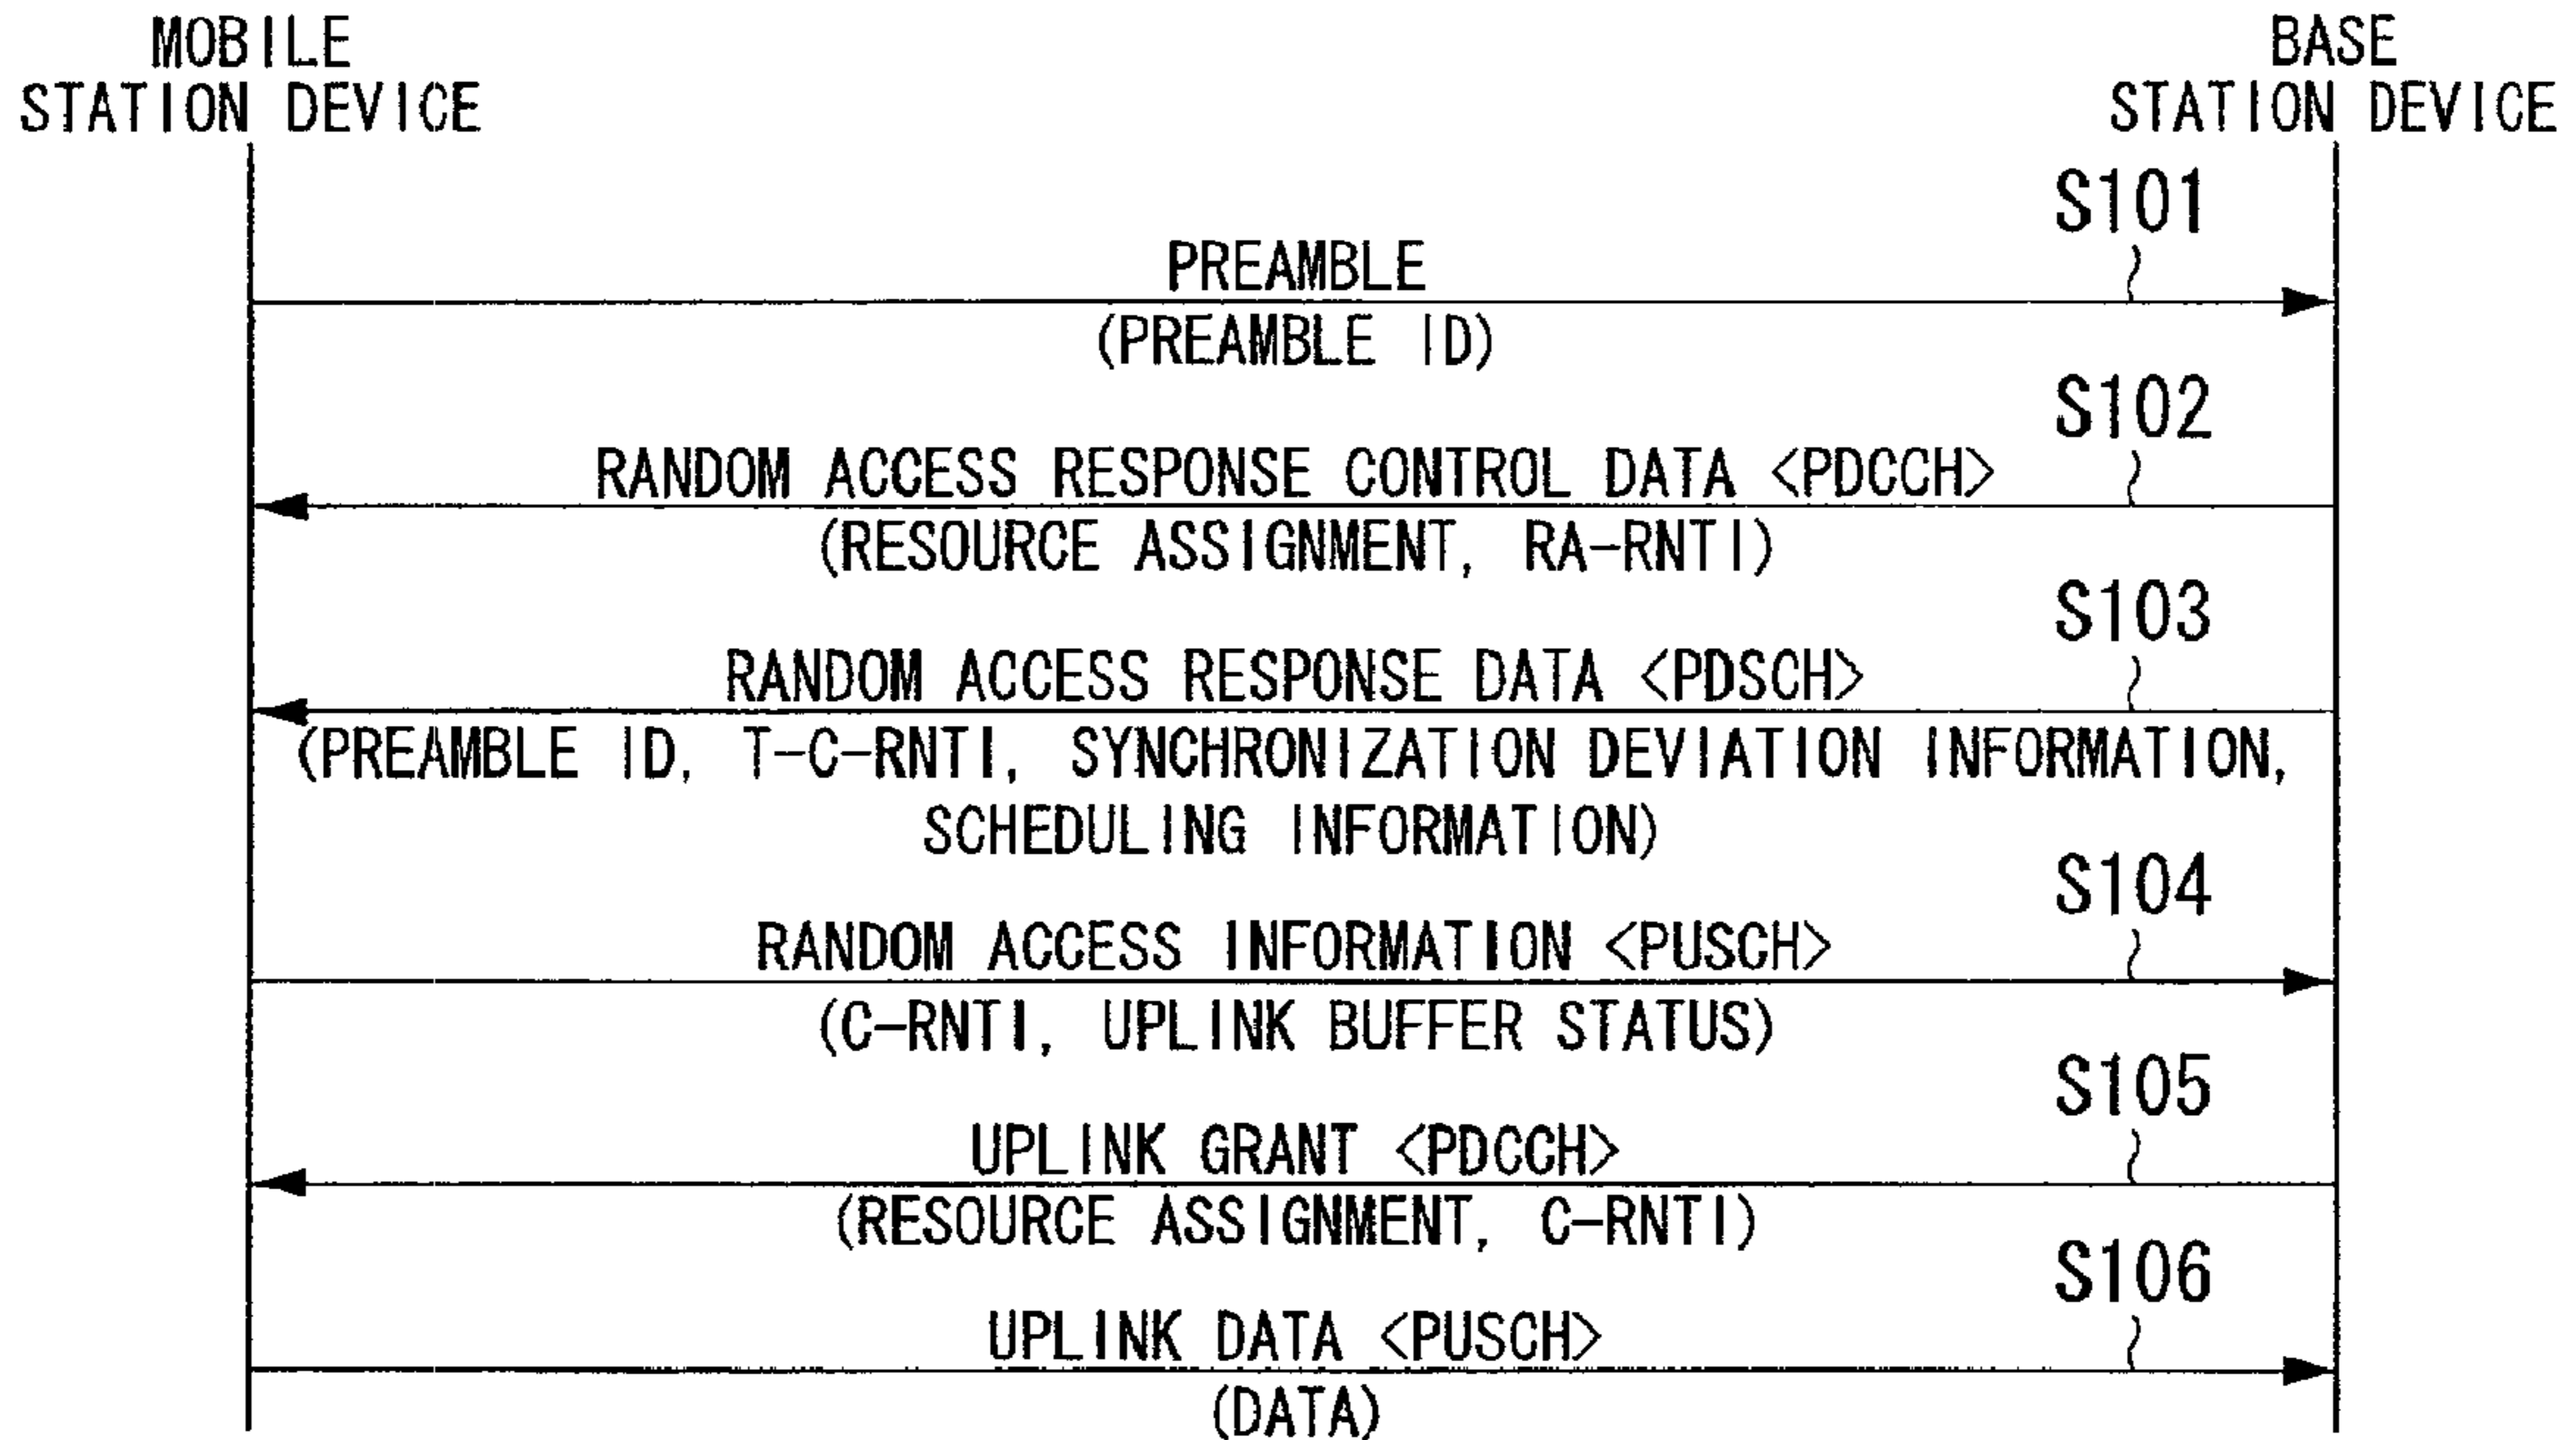 MOBILE
STATION DEVICE
BASE
STATION DEVICE
S101
PREAMBLE
(PREAMBLE ID)
S102
RANDOM ACCESS RESPONSE CONTROL DATA <PDCCH>
(RESOURCE ASSIGNMENT, RA-RNTI)
S103
RANDOM ACCESS RESPONSE DATA <PDSCH>
(PREAMBLE ID, T-C-RNTI, SYNCHRONIZATION DEVIATION INFORMATION,
SCHEDULING INFORMATION)
S104
RANDOM ACCESS INFORMATION <PUSCH>
(C-RNTI, UPLINK BUFFER STATUS)
S105
UPLINK GRANT <PDCCH>
(RESOURCE ASSIGNMENT, C-RNTI)
S106
UPLINK DATA <PUSCH>
(DATA)